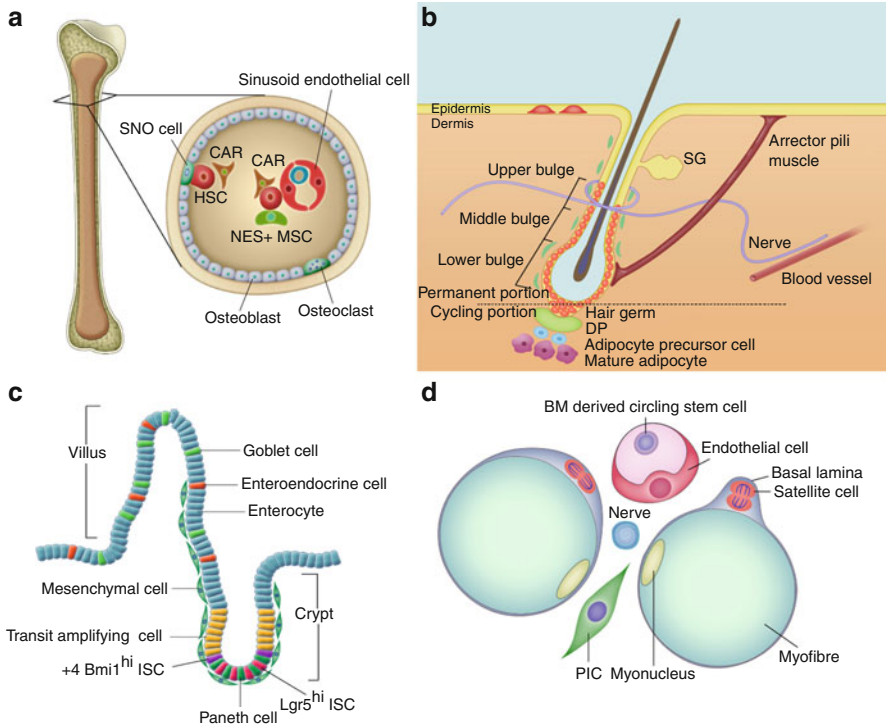 a
Sinusoid endothelial cell
SNO cell
CAR
CAR
HSC
NES+ MSC
Osteoblast
Osteoclast
b
Epidermis
Dermis
SG
Arrector pili
muscle
Upper bulge
Middle bulge
Lower bulge
Nerve
Blood vessel
Permanent portion
Cycling portion
Hair germ
DP
Adipocyte precursor cell
Mature adipocyte
c
Villus
Goblet cell
Enteroendocrine cell
Enterocyte
Mesenchymal cell
Crypt
Transit amplifying cell
+4 Bmi1hi ISC
Lgr5hi ISC
Paneth cell
d
BM derived circling stem cell
Endothelial cell
Basal lamina
Satellite cell
Nerve
Myofibre
PIC
Myonucleus